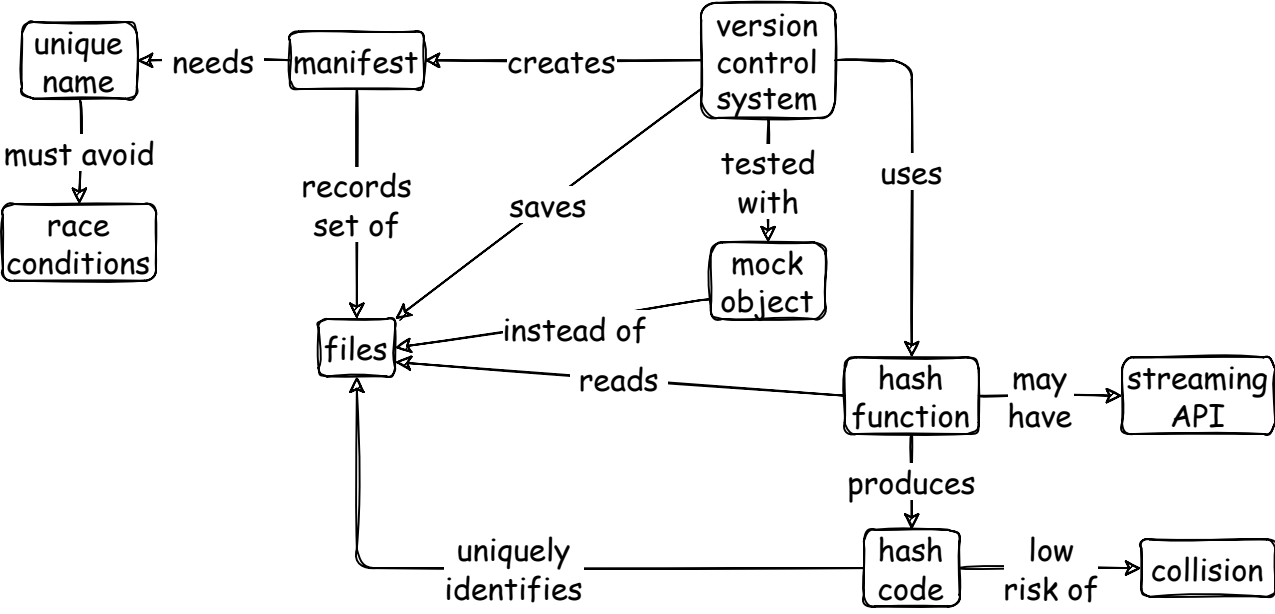 version
control
system
unique
name
needs
manifest
creates
must avoid
tested
with
uses
records
set of
saves
race
conditions
mock
object
instead of
files
reads
hash
function
may
have
streaming
API
produces
uniquely
identifies
hash
code
low
risk of
collision